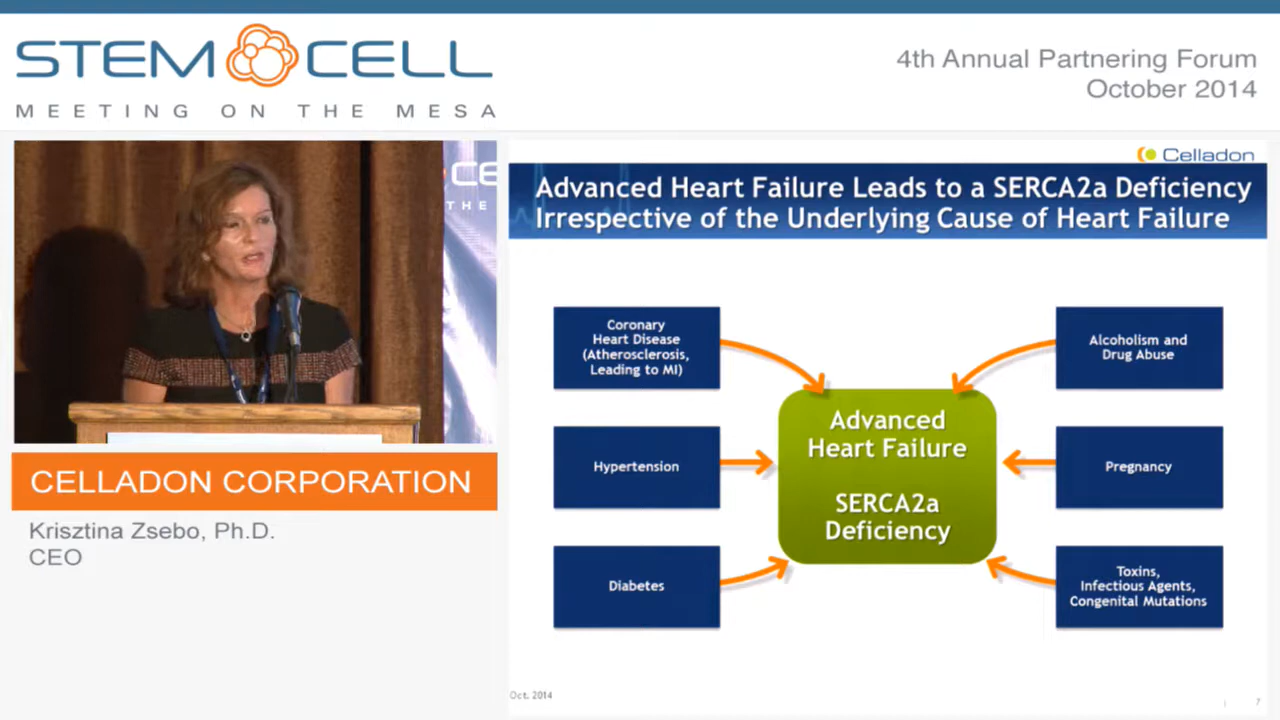 STEM CELL
MEETING ON THE MESA
4th Annual Partnering Forum
October 2014
CE
THE
CELLADON CORPORATION
Krisztina Zsebo, Ph.D.
CEO
Celladon
Advanced Heart Failure Leads to a SERCA2a Deficiency
Irrespective of the Underlying Cause of Heart Failure
Coronary
Heart Disease
(Atherosclerosis,
Leading to MI)
Hypertension
Diabetes
Advanced
Heart Failure
SERCA2a
Deficiency
Alcoholism and
Drug Abuse
Pregnancy
Toxins,
Infectious Agents,
Congenital Mutations
Oct. 2014
7